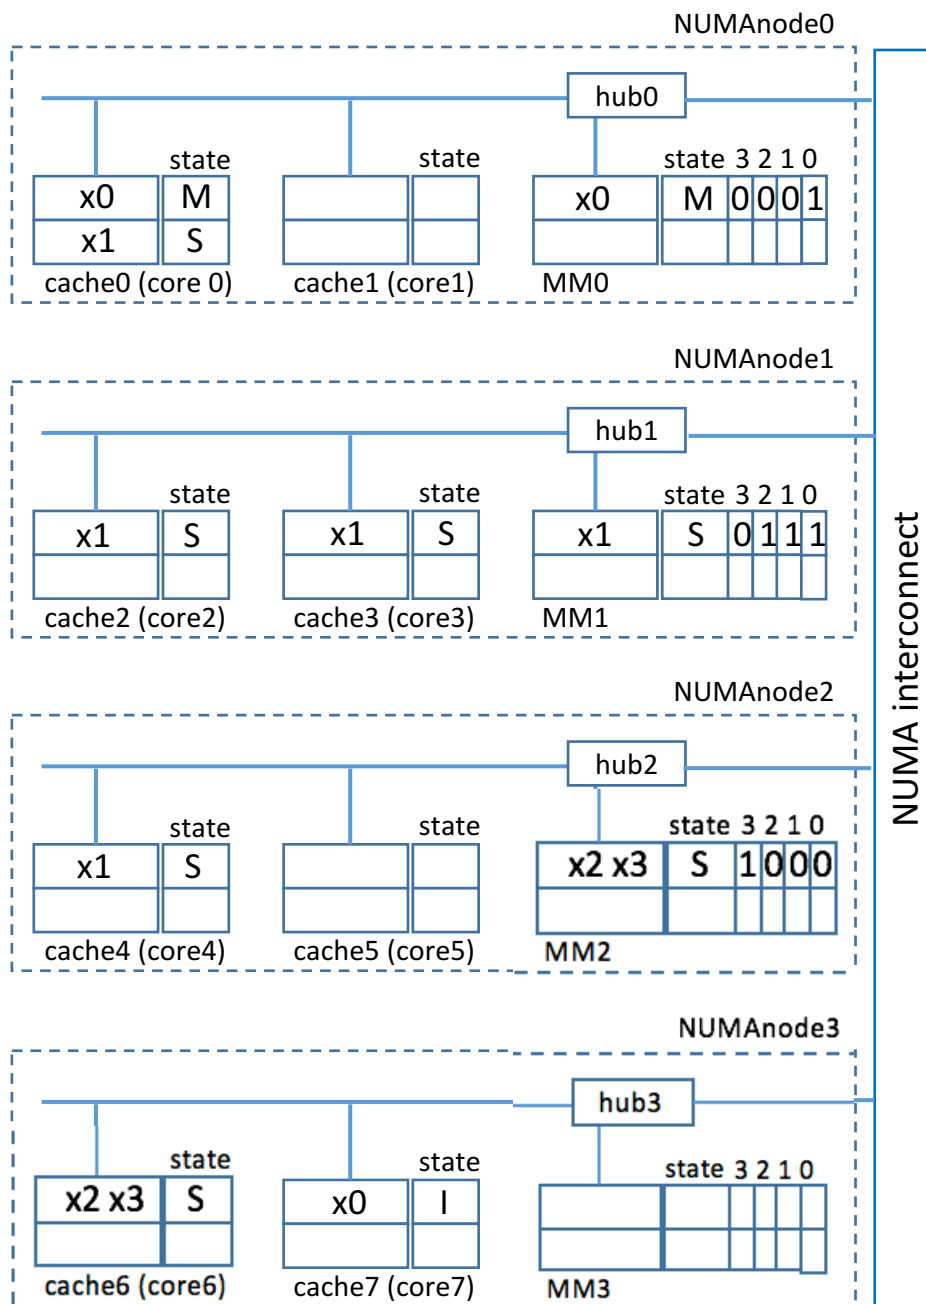 NUMAnode0
hub0
state state state 3 2 1 0
x0 M x0 M 0 0 0 1
x1 S
cache0 (core 0) cache1 (core1) MM0
NUMAnode1
hub1
state state state 3 2 1 0
x1 S x1 S x1 S 0 1 1 1
cache2 (core2) cache3 (core3) MM1
NUMAnode2
hub2
state state state 3 2 1 0
x1 S x2 x3 S 1 0 0 0
cache4 (core4) cache5 (core5) MM2
NUMAnode3
hub3
state state state 3 2 1 0
x2 x3 S x0 I
cache6 (core6) cache7 (core7) MM3
NUMA interconnect